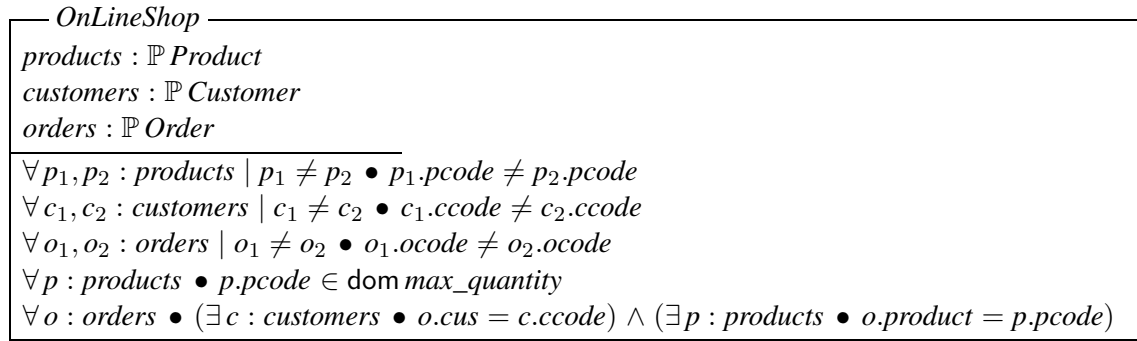 OnLineShop
products : ℙ Product
customers : ℙ Customer
orders : ℙ Order
∀ p₁, p₂ : products | p₁ ≠ p₂ • p₁.pcode ≠ p₂.pcode
∀ c₁, c₂ : customers | c₁ ≠ c₂ • c₁.ccode ≠ c₂.ccode
∀ o₁, o₂ : orders | o₁ ≠ o₂ • o₁.ocode ≠ o₂.ocode
∀ p : products • p.pcode ∈ dom max_quantity
∀ o : orders • (∃ c : customers • o.cus = c.ccode) ∧ (∃ p : products • o.product = p.pcode)